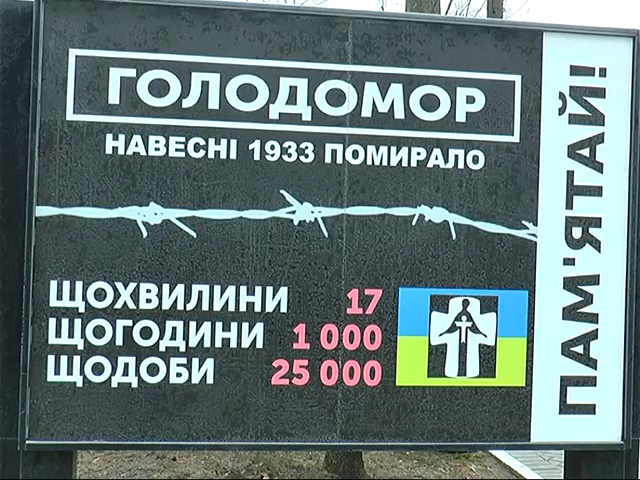 ГОЛОДОМОР
НАВЕСНІ 1933 ПОМИРАЛО
ЩОХВИЛИНИ 17
ЩОГОДИНИ 1 000
ЩОДОБИ 25 000
ПАМ'ЯТАЙ!